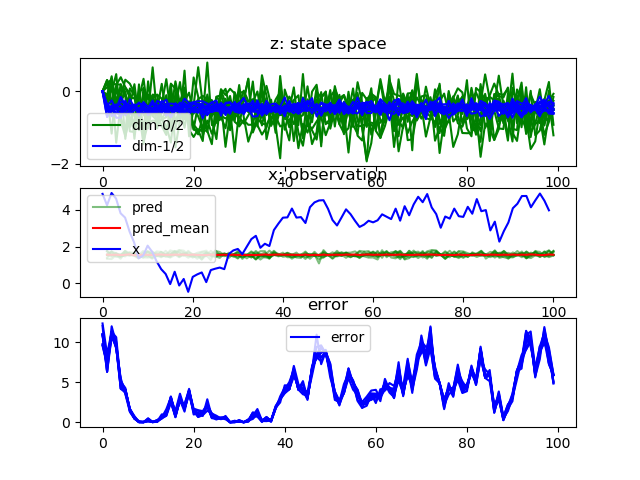 z: state space
0
−2
dim-0/2
dim-1/2
0 20 40 60 80 100
x: observation
4
2
0
pred
pred_mean
x
0 20 40 60 80 100
error
10
5
0
error
0 20 40 60 80 100